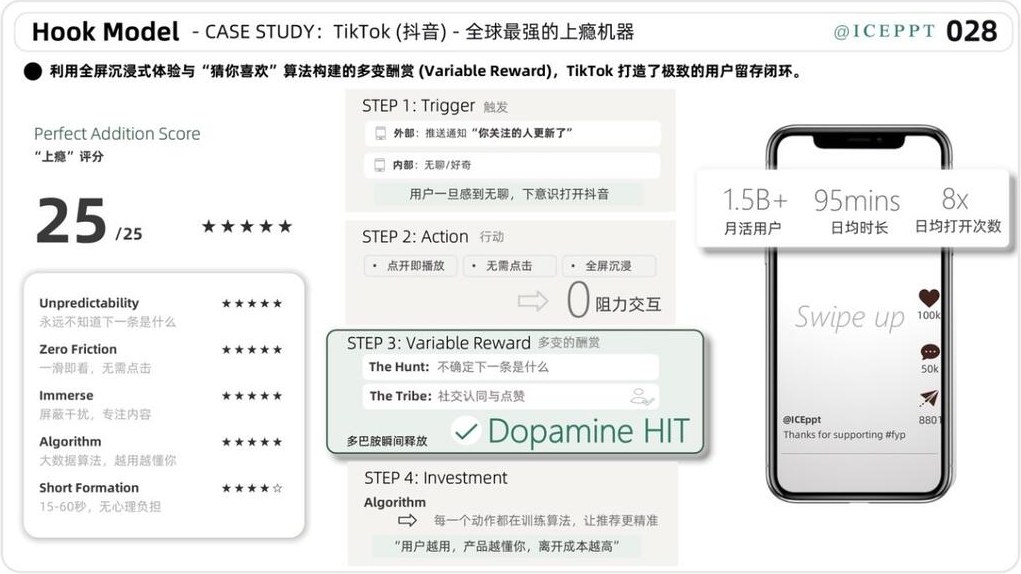 Hook Model - CASE STUDY：TikTok (抖音) - 全球最强的上瘾机器
@ICEPPT 028
利用全屏沉浸式体验与“猜你喜欢”算法构建的多变酬赏 (Variable Reward)，TikTok 打造了极致的用户留存闭环。
Perfect Addition Score
“上瘾”评分
25 /25 ★★★★★
Unpredictability ★★★★★
永远不知道下一条是什么
Zero Friction ★★★★★
一滑即看，无需点击
Immerse ★★★★★
屏蔽干扰，专注内容
Algorithm ★★★★★
大数据算法，越用越懂你
Short Formation ★★★★☆
15-60秒，无心理负担
STEP 1: Trigger 触发
外部：推送通知“你关注的人更新了”
内部：无聊/好奇
用户一旦感到无聊，下意识打开抖音
STEP 2: Action 行动
• 点开即播放 • 无需点击 • 全屏沉浸
0 阻力交互
STEP 3: Variable Reward 多变的酬赏
The Hunt: 不确定下一条是什么
The Tribe: 社交认同与点赞
多巴胺瞬间释放 Dopamine HIT
STEP 4: Investment
Algorithm
每一个动作都在训练算法，让推荐更精准
“用户越用，产品越懂你，离开成本越高”
1.5B+ 95mins 8x
月活用户 日均时长 日均打开次数
Swipe up
100k
50k
8801
@ICEppt
Thanks for supporting #fyp